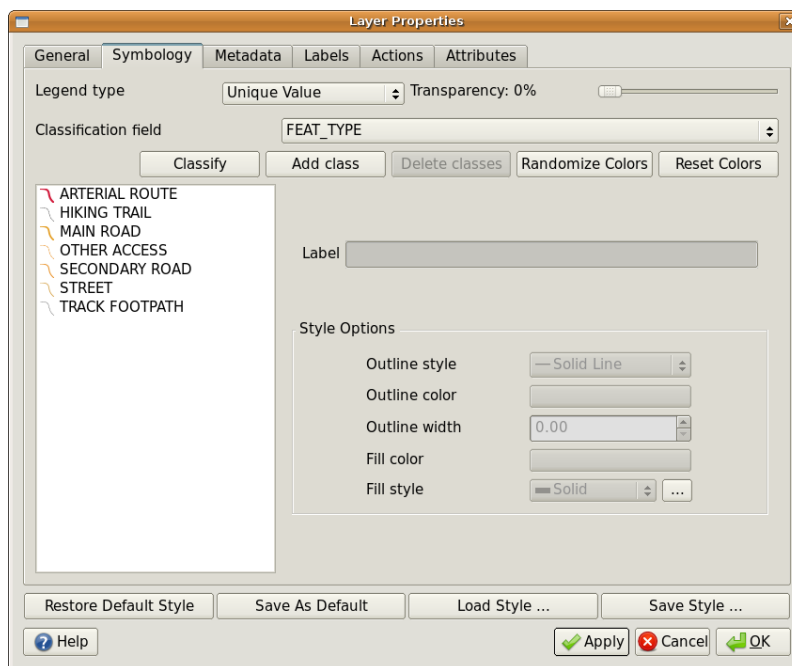 Layer Properties
General Symbology Metadata Labels Actions Attributes
Legend type Unique Value Transparency: 0%
Classification field FEAT_TYPE
Classify Add class Delete classes Randomize Colors Reset Colors
ARTERIAL ROUTE
HIKING TRAIL
MAIN ROAD
OTHER ACCESS
SECONDARY ROAD
STREET
TRACK FOOTPATH
Label
Style Options
Outline style Solid Line
Outline color
Outline width 0.00
Fill color
Fill style Solid ...
Restore Default Style Save As Default Load Style ... Save Style ...
Help Apply Cancel OK